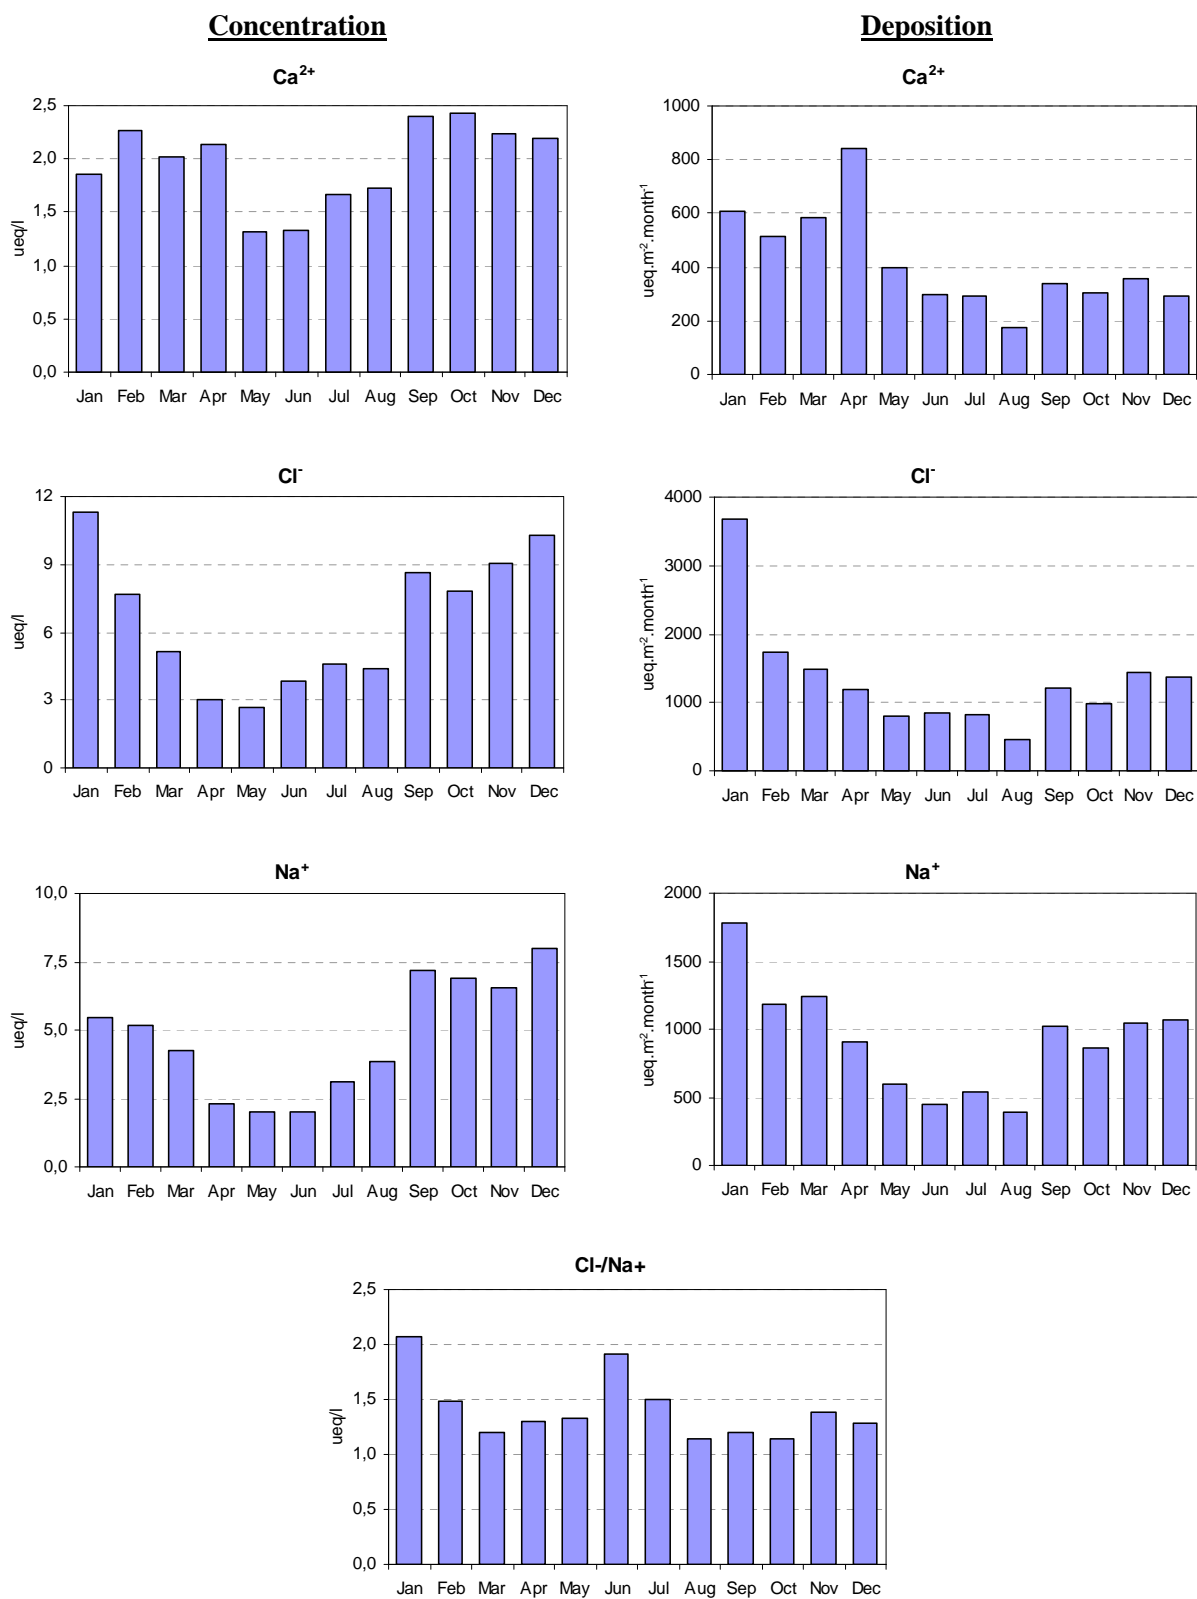 Concentration
Deposition
Ca²⁺
2,5
2,0
1,5
1,0
0,5
0,0
ueq/l
Jan Feb Mar Apr May Jun Jul Aug Sep Oct Nov Dec
Ca²⁺
1000
800
600
400
200
0
ueq.m⁻².month⁻¹
Jan Feb Mar Apr May Jun Jul Aug Sep Oct Nov Dec
Cl⁻
12
9
6
3
0
ueq/l
Jan Feb Mar Apr May Jun Jul Aug Sep Oct Nov Dec
Cl⁻
4000
3000
2000
1000
0
ueq.m⁻².month⁻¹
Jan Feb Mar Apr May Jun Jul Aug Sep Oct Nov Dec
Na⁺
10,0
7,5
5,0
2,5
0,0
ueq/l
Jan Feb Mar Apr May Jun Jul Aug Sep Oct Nov Dec
Na⁺
2000
1500
1000
500
0
ueq.m⁻².month⁻¹
Jan Feb Mar Apr May Jun Jul Aug Sep Oct Nov Dec
Cl-/Na+
2,5
2,0
1,5
1,0
0,5
0,0
ueq/l
Jan Feb Mar Apr May Jun Jul Aug Sep Oct Nov Dec